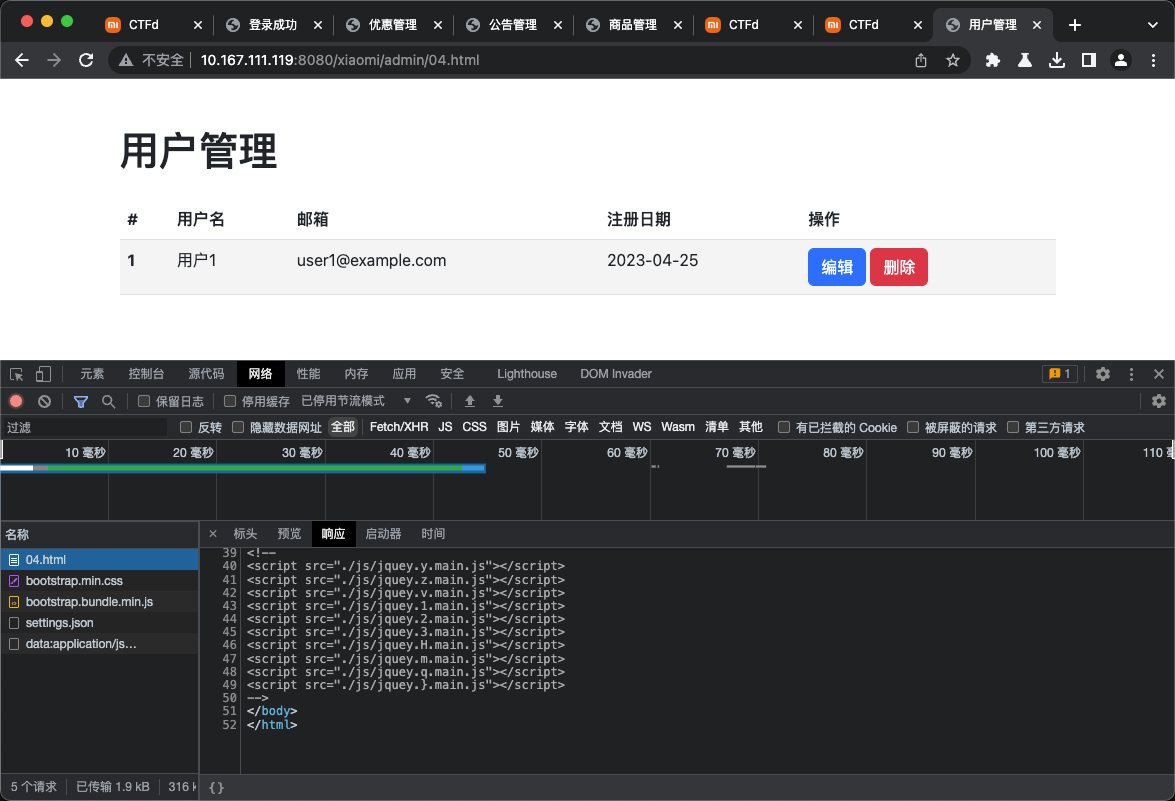 CTFd 登录成功 优惠管理 公告管理 商品管理 CTFd CTFd 用户管理
不安全 10.167.111.119:8080/xiaomi/admin/04.html
用户管理
# 用户名 邮箱 注册日期 操作
1 用户1 user1@example.com 2023-04-25 编辑 删除
元素 控制台 源代码 网络 性能 内存 应用 安全 Lighthouse DOM Invader 1
保留日志 停用缓存 已停用节流模式
过滤 反转 隐藏数据网址 全部 Fetch/XHR JS CSS 图片 媒体 字体 文档 WS Wasm 清单 其他 有已拦截的 Cookie 被屏蔽的请求 第三方请求
10 毫秒 20 毫秒 30 毫秒 40 毫秒 50 毫秒 60 毫秒 70 毫秒 80 毫秒 90 毫秒 100 毫秒 110
名称
04.html
bootstrap.min.css
bootstrap.bundle.min.js
settings.json
data:application/js…
5 个请求 已传输 1.9 kB 316
标头 预览 响应 启动器 时间
39 <!--
40 <script src="./js/jquey.y.main.js"></script>
41 <script src="./js/jquey.z.main.js"></script>
42 <script src="./js/jquey.v.main.js"></script>
43 <script src="./js/jquey.1.main.js"></script>
44 <script src="./js/jquey.2.main.js"></script>
45 <script src="./js/jquey.3.main.js"></script>
46 <script src="./js/jquey.H.main.js"></script>
47 <script src="./js/jquey.m.main.js"></script>
48 <script src="./js/jquey.q.main.js"></script>
49 <script src="./js/jquey.}.main.js"></script>
50 -->
51 </body>
52 </html>
{}